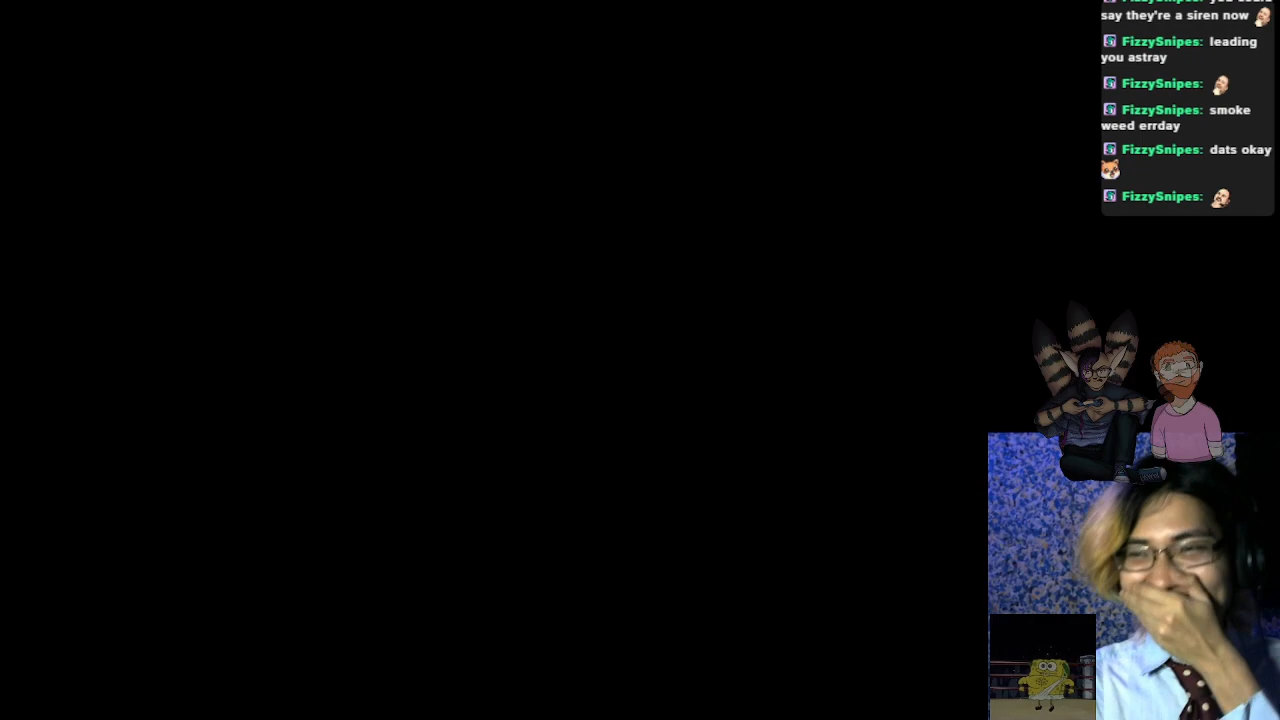 say they're a siren now
FizzySnipes: leading
you astray
FizzySnipes:
FizzySnipes: smoke
weed errday
FizzySnipes: dats okay
FizzySnipes: